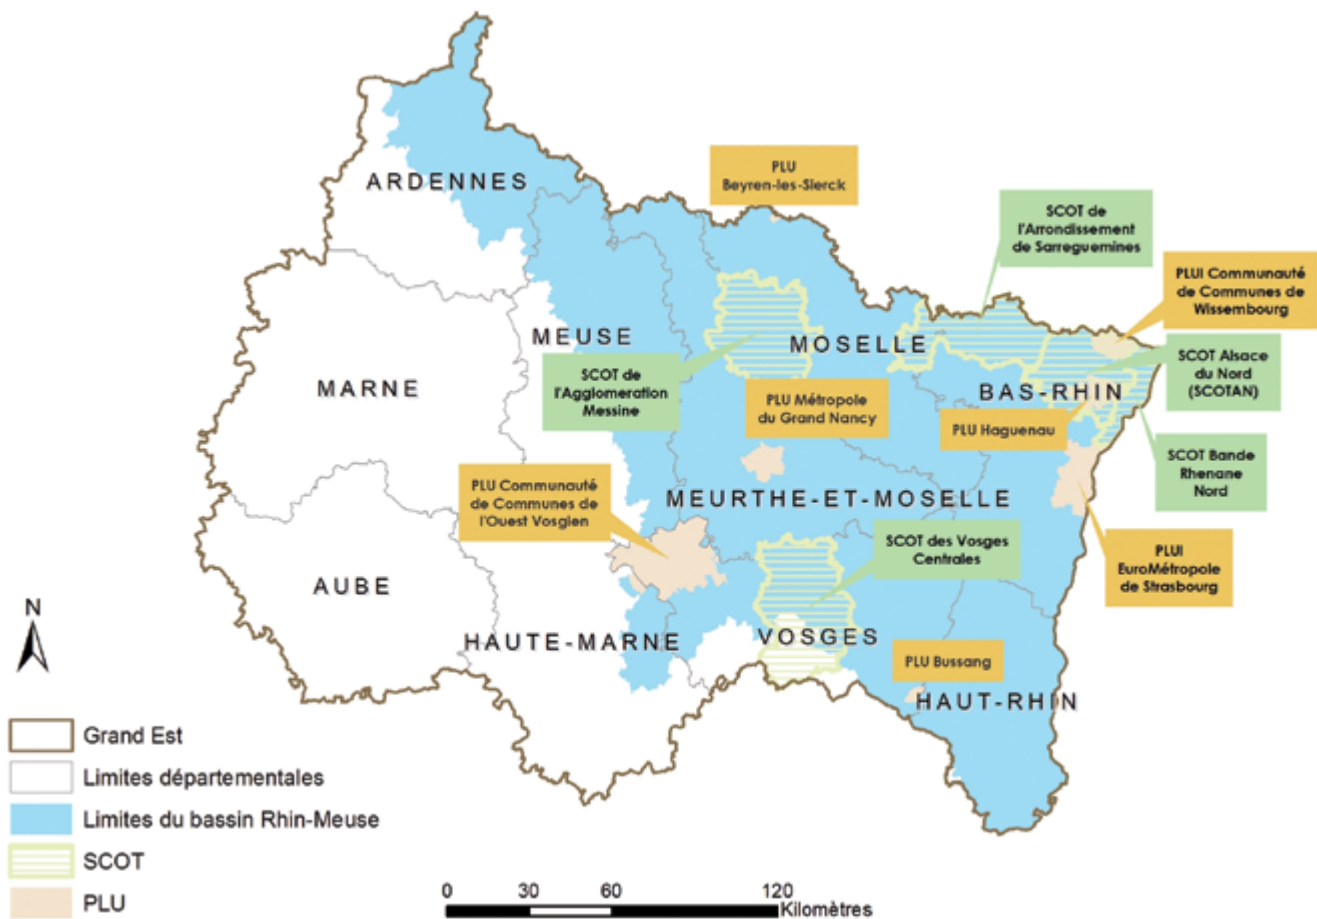 ARDENNES
PLU
Beyren-les-Sierck
SCOT de
l'Arrondissement
de Sarreguemines
PLUI Communauté
de Communes de
Wissembourg
MEUSE
MOSELLE
SCOT Alsace
du Nord
(SCOTAN)
SCOT de
l'Agglomeration
Messine
MARNE
BAS-RHIN
PLU Métropole
du Grand Nancy
PLU Haguenau
SCOT Bande
Rhenane
Nord
PLU Communauté
de Communes de
l'Ouest Vosgien
MEURTHE-ET-MOSELLE
SCOT des Vosges
Centrales
PLUI
EuroMétropole
de Strasbourg
AUBE
HAUTE-MARNE
VOSGES
PLU Bussang
HAUT-RHIN
N
Grand Est
Limites départementales
Limites du bassin Rhin-Meuse
SCOT
PLU
0 30 60 120
Kilomètres